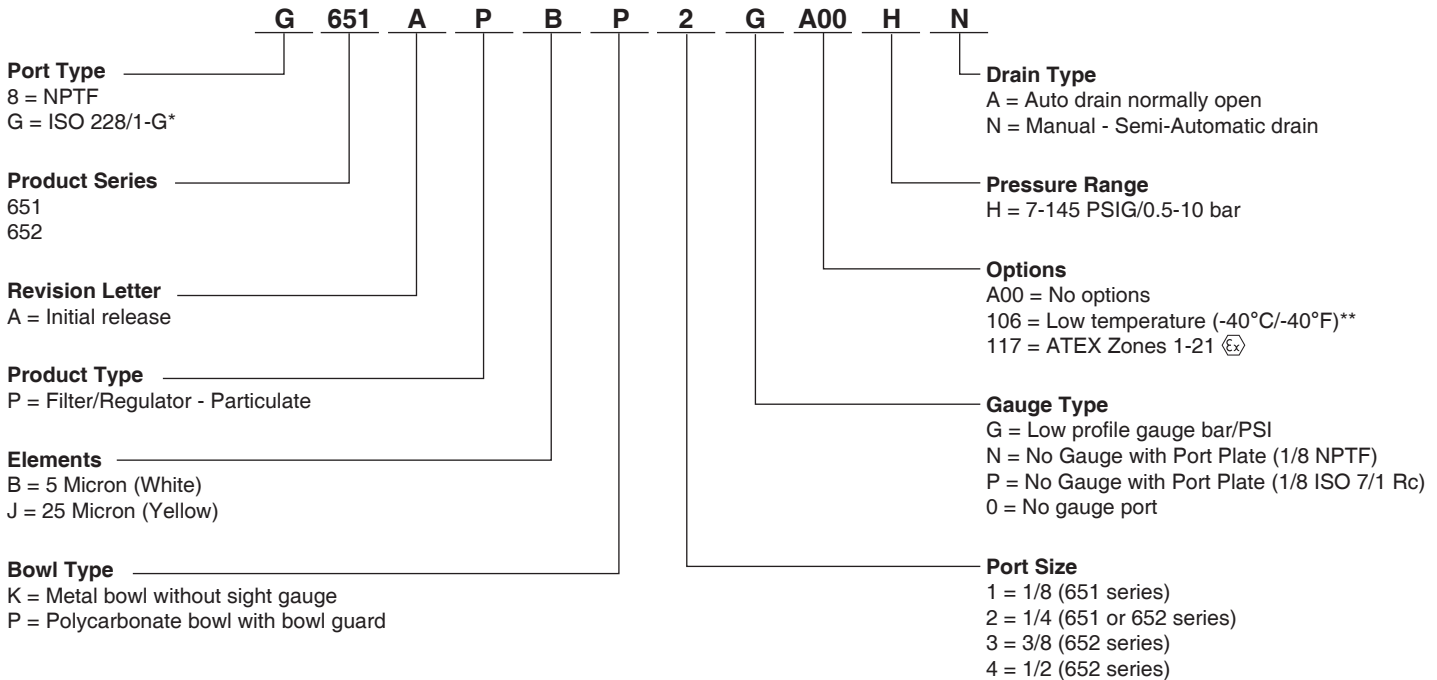 G 651 A P B P 2 G A00 H N
Port Type
8 = NPTF
G = ISO 228/1-G*
Product Series
651
652
Revision Letter
A = Initial release
Product Type
P = Filter/Regulator - Particulate
Elements
B = 5 Micron (White)
J = 25 Micron (Yellow)
Bowl Type
K = Metal bowl without sight gauge
P = Polycarbonate bowl with bowl guard
Drain Type
A = Auto drain normally open
N = Manual - Semi-Automatic drain
Pressure Range
H = 7-145 PSIG/0.5-10 bar
Options
A00 = No options
106 = Low temperature (-40°C/-40°F)**
117 = ATEX Zones 1-21 Ex
Gauge Type
G = Low profile gauge bar/PSI
N = No Gauge with Port Plate (1/8 NPTF)
P = No Gauge with Port Plate (1/8 ISO 7/1 Rc)
0 = No gauge port
Port Size
1 = 1/8 (651 series)
2 = 1/4 (651 or 652 series)
3 = 3/8 (652 series)
4 = 1/2 (652 series)